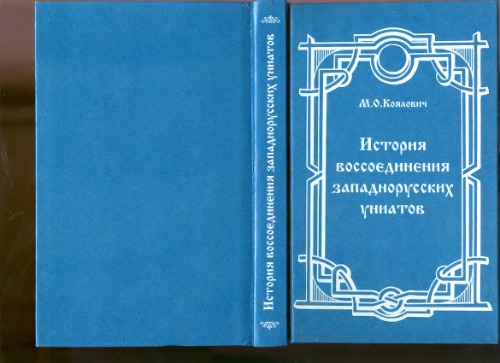 История воссоединения западнорусских униатов
М.О.Коялович
История
воссоединения
западнорусских
униатов